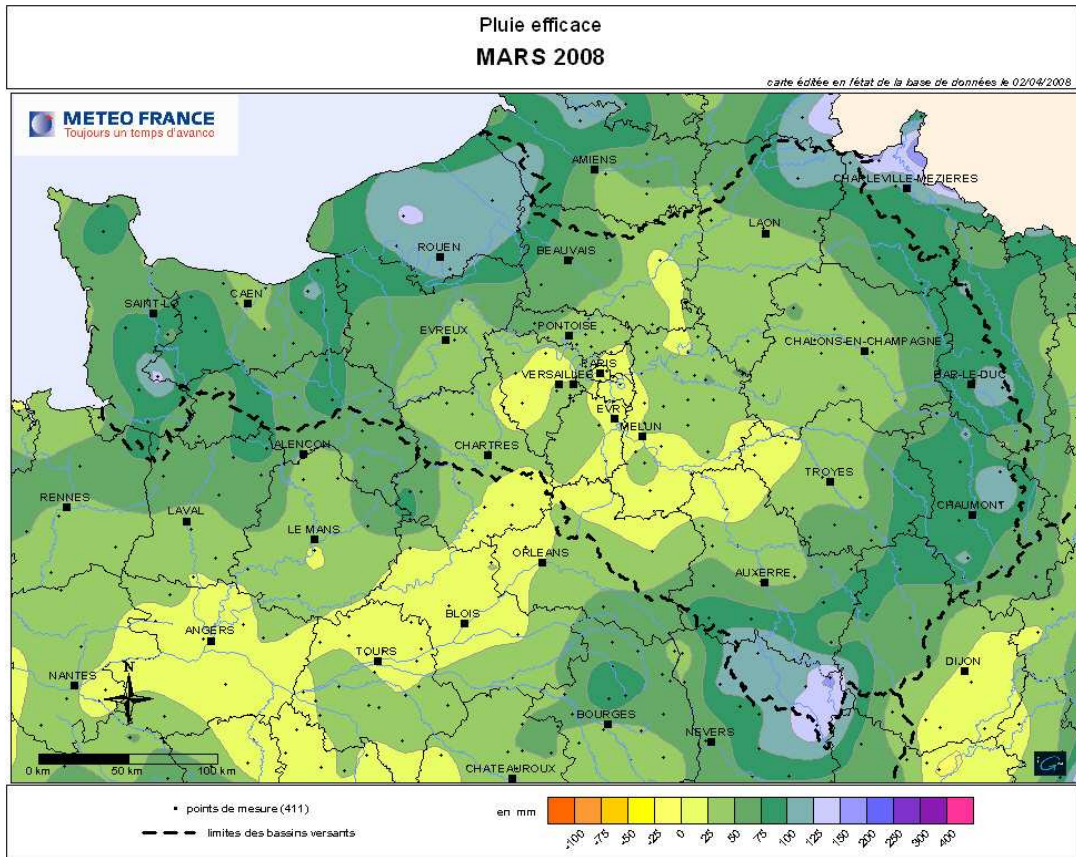 Pluie efficace
MARS 2008
carte éditée en l'état de la base de données le 02/04/2008
METEO FRANCE
Toujours un temps d'avance
AMIENS
CHARLEVILLE-MEZIERES
LAON
ROUEN
BEAUVAIS
SAINT-LO
CAEN
EVREUX
PONTOISE
CHALONS-EN-CHAMPAGNE
PARIS
VERSAILLES
BAR-LE-DUC
EVRY
MELUN
ALENCON
CHARTRES
TROYES
RENNES
LAVAL
CHAUMONT
LE MANS
ORLEANS
AUXERRE
BLOIS
ANGERS
TOURS
DIJON
N
NANTES
BOURGES
NEVERS
CHATEAUROUX
0 km 50 km 100 km
points de mesure (411)
limites des bassins versants
en mm
-100 -75 -50 -25 0 25 50 75 100 125 150 200 250 300 400